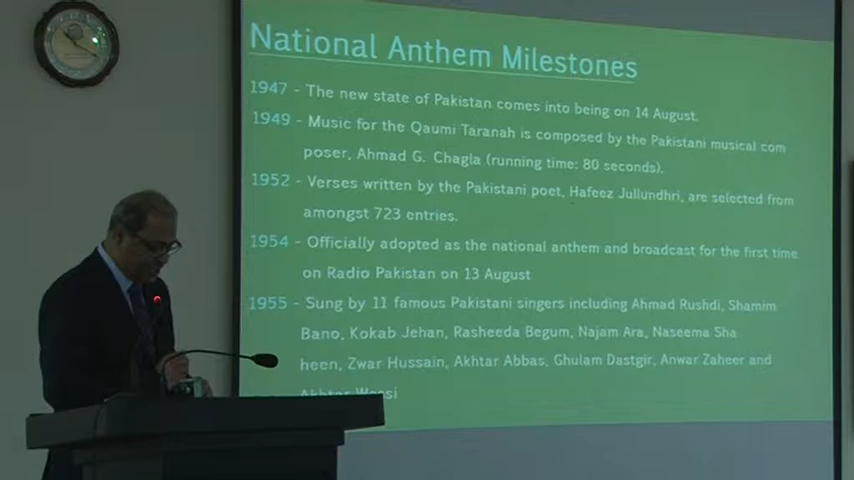 National Anthem Milestones
1947 - The new state of Pakistan comes into being on 14 August.
1949 - Music for the Qaumi Taranah is composed by the Pakistani musical com
poser, Ahmad G. Chagla (running time: 80 seconds).
1952 - Verses written by the Pakistani poet, Hafeez Jullundhri, are selected from
amongst 723 entries.
1954 - Officially adopted as the national anthem and broadcast for the first time
on Radio Pakistan on 13 August
1955 - Sung by 11 famous Pakistani singers including Ahmad Rushdi, Shamim
Bano, Kokab Jehan, Rasheeda Begum, Najam Ara, Naseema Sha
heen, Zwar Hussain, Akhtar Abbas, Ghulam Dastgir, Anwar Zaheer and
Akhtar Wassi